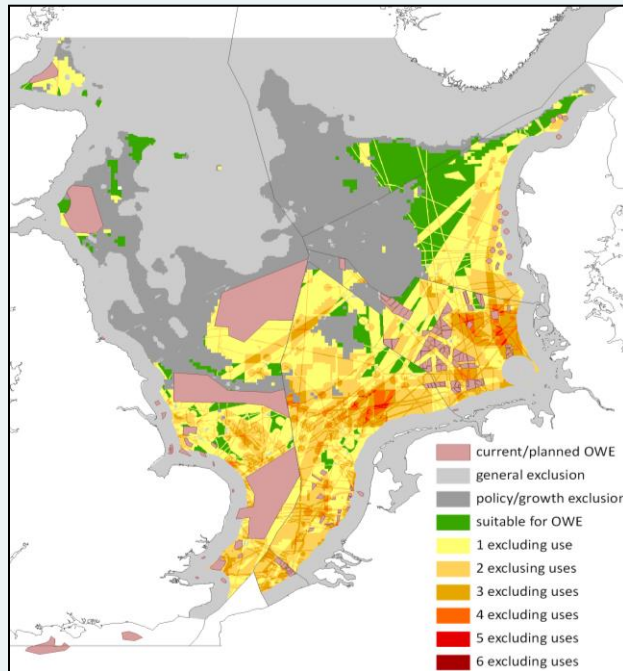 current/planned OWE
general exclusion
policy/growth exclusion
suitable for OWE
1 excluding use
2 exclusing uses
3 excluding uses
4 excluding uses
5 excluding uses
6 excluding uses